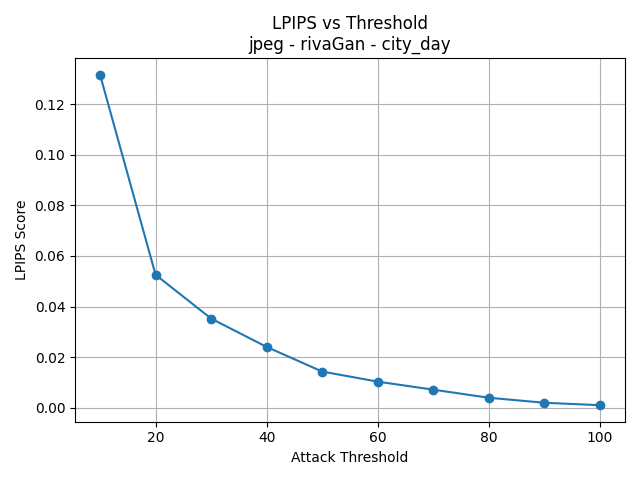 LPIPS vs Threshold
jpeg - rivaGan - city_day
LPIPS Score
0.12
0.10
0.08
0.06
0.04
0.02
0.00
20 40 60 80 100
Attack Threshold